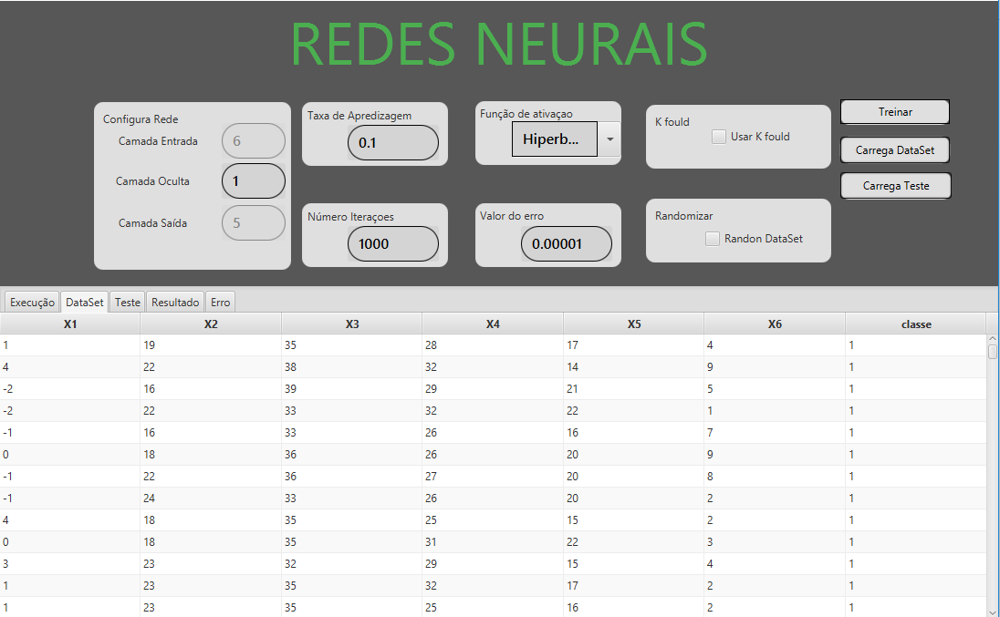 REDES NEURAIS
Configura Rede
Camada Entrada 6
Camada Oculta 1
Camada Saída 5
Taxa de Apredizagem
0.1
Número Iteraçoes
1000
Função de ativaçao
Hiperb...
Valor do erro
0.00001
K fould
Usar K fould
Randomizar
Randon DataSet
Treinar
Carrega DataSet
Carrega Teste
Execução DataSet Teste Resultado Erro
X1 X2 X3 X4 X5 X6 classe
1 19 35 28 17 4 1
4 22 38 32 14 9 1
-2 16 39 29 21 5 1
-2 22 33 32 22 1 1
-1 16 33 26 16 7 1
0 18 36 26 20 9 1
-1 22 36 27 20 8 1
-1 24 33 26 20 2 1
4 18 35 25 15 2 1
0 18 35 31 22 3 1
3 23 32 29 15 4 1
1 23 35 32 17 2 1
1 23 35 25 16 2 1